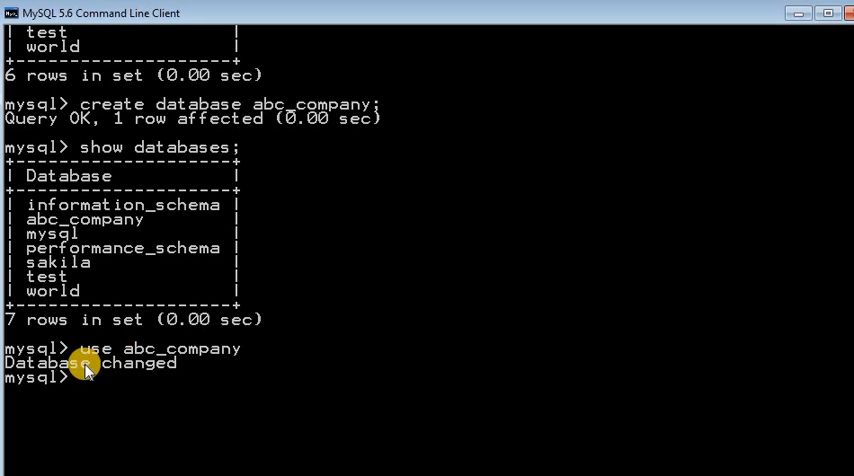 MySQL 5.6 Command Line Client
| test |
| world |
+--------------------+
6 rows in set (0.00 sec)
mysql> create database abc_company;
Query OK, 1 row affected (0.00 sec)
mysql> show databases;
+--------------------+
| Database |
+--------------------+
| information_schema |
| abc_company |
| mysql |
| performance_schema |
| sakila |
| test |
| world |
+--------------------+
7 rows in set (0.00 sec)
mysql> use abc_company
Database changed
mysql>